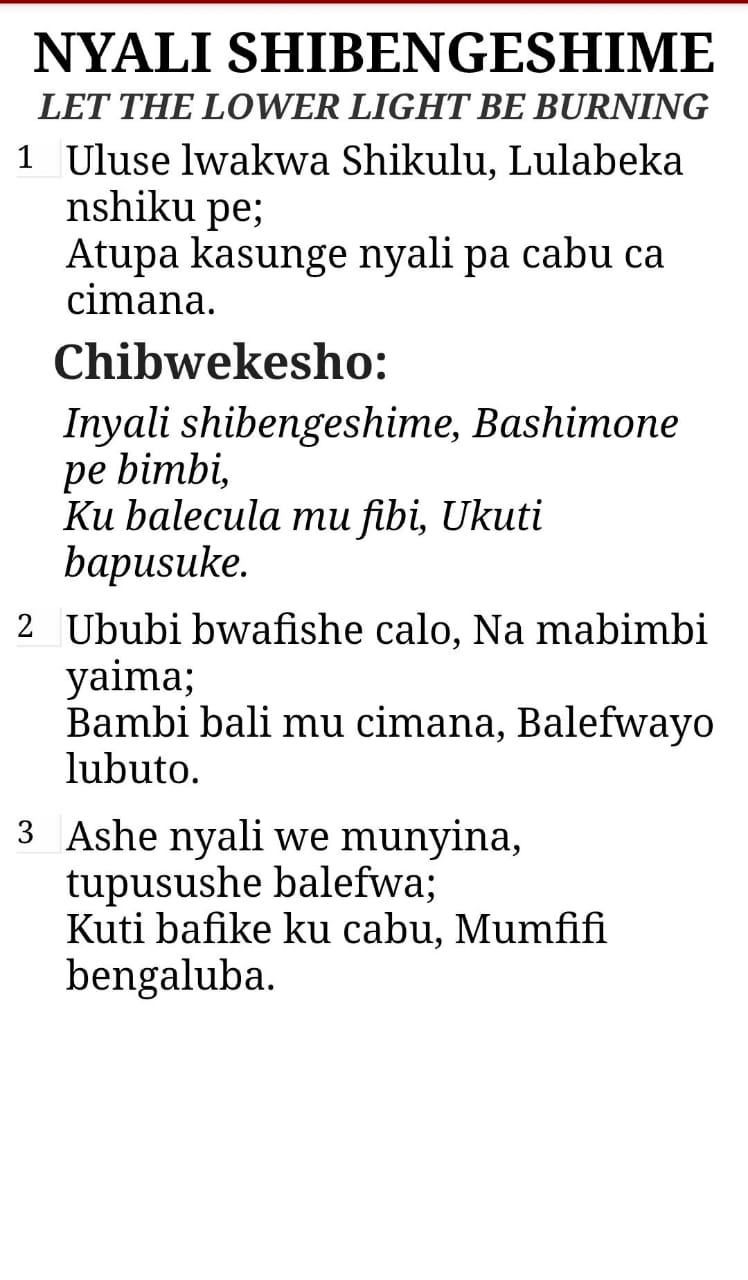 NYALI SHIBENGESHIME
LET THE LOWER LIGHT BE BURNING
1 Uluse lwakwa Shikulu, Lulabeka
nshiku pe;
Atupa kasunge nyali pa cabu ca
cimana.
Chibwekesho:
Inyali shibengeshime, Bashimone
pe bimbi,
Ku balecula mu fibi, Ukuti
bapusuke.
2 Ububi bwafishe calo, Na mabimbi
yaima;
Bambi bali mu cimana, Balefwayo
lubuto.
3 Ashe nyali we munyina,
tupusushe balefwa;
Kuti bafike ku cabu, Mumfifi
bengaluba.